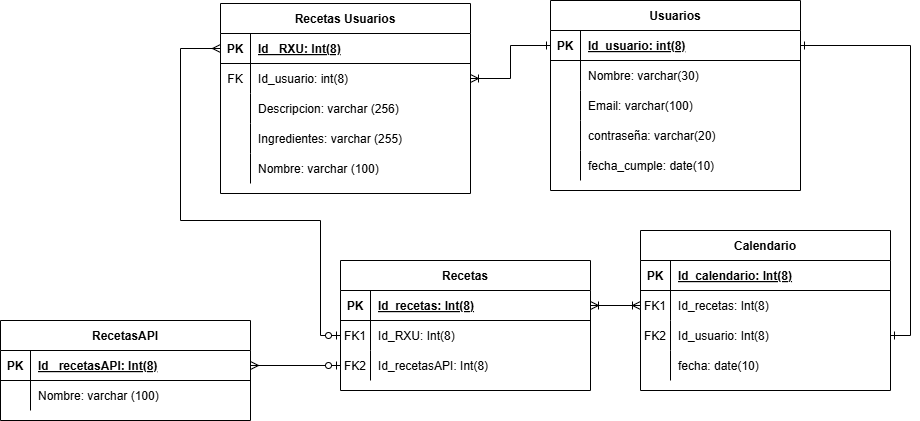 Recetas Usuarios
PK Id_ RXU: Int(8)
FK Id_usuario: int(8)
Descripcion: varchar (256)
Ingredientes: varchar (255)
Nombre: varchar (100)
Usuarios
PK Id_usuario: int(8)
Nombre: varchar(30)
Email: varchar(100)
contraseña: varchar(20)
fecha_cumple: date(10)
Calendario
PK Id_calendario: Int(8)
FK1 Id_recetas: Int(8)
FK2 Id_usuario: Int(8)
fecha: date(10)
Recetas
PK Id_recetas: Int(8)
FK1 Id_RXU: Int(8)
FK2 Id_recetasAPI: Int(8)
RecetasAPI
PK Id_ recetasAPI: Int(8)
Nombre: varchar (100)